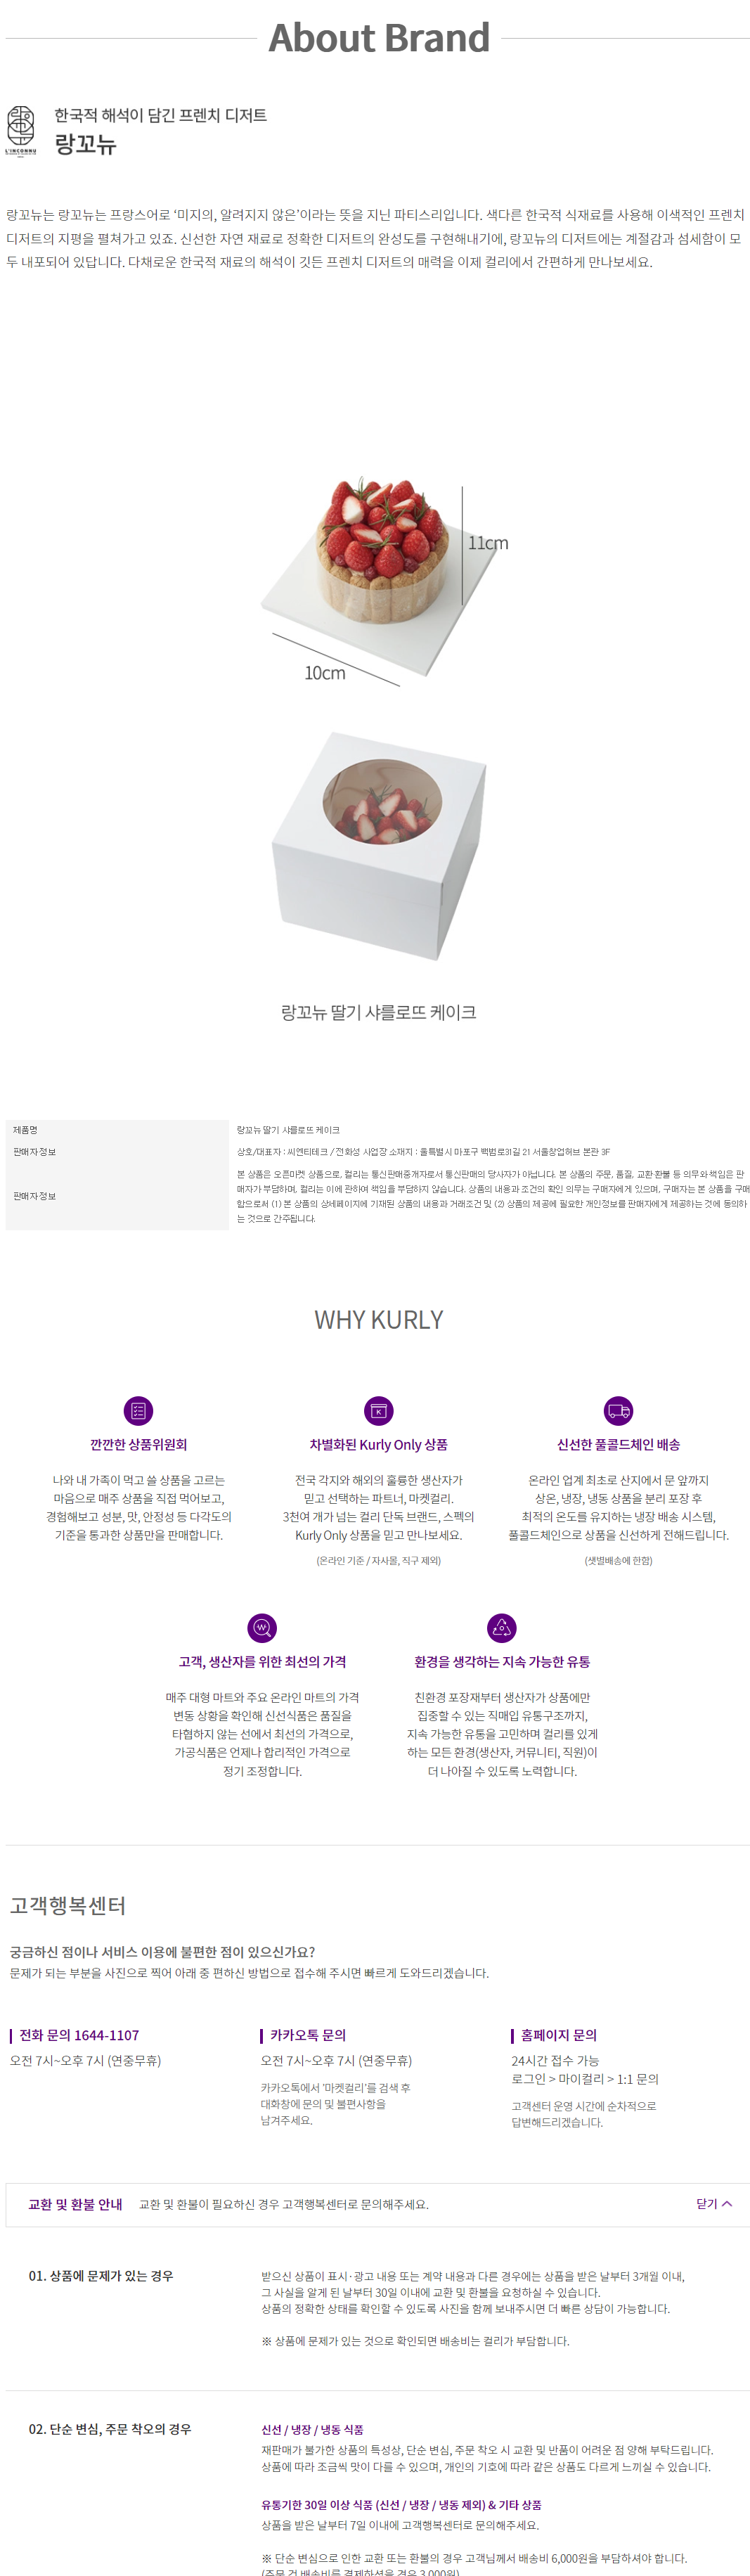 About Brand
한국적 해석이 담긴 프렌치 디저트
랑꼬뉴
L'INCONNU
랑꼬뉴는 랑꼬뉴는 프랑스어로 ‘미지의, 알려지지 않은’이라는 뜻을 지닌 파티스리입니다. 색다른 한국적 식재료를 사용해 이색적인 프렌치
디저트의 지평을 펼쳐가고 있죠. 신선한 자연 재료로 정확한 디저트의 완성도를 구현해내기에, 랑꼬뉴의 디저트에는 계절감과 섬세함이 모
두 내포되어 있답니다. 다채로운 한국적 재료의 해석이 깃든 프렌치 디저트의 매력을 이제 컬리에서 간편하게 만나보세요.
11cm
10cm
랑꼬뉴 딸기 샤를로뜨 케이크
제품명
랑꼬뉴 딸기 샤를로뜨 케이크
판매자 정보
상호/대표자 : 씨엔티테크 / 전화성 사업장 소재지 : 울특별시 마포구 백범로31길 21 서울창업허브 본관 3F
판매자 정보
본 상품은 오픈마켓 상품으로, 컬리는 통신판매중개자로서 통신판매의 당사자가 아닙니다. 본 상품의 주문, 품질, 교환·환불 등 의무와 책임은 판
매자가 부담하며, 컬리는 이에 관하여 책임을 부담하지 않습니다. 상품의 내용과 조건의 확인 의무는 구매자에게 있으며, 구매자는 본 상품을 구매
함으로써 (1) 본 상품의 상세페이지에 기재된 상품의 내용과 거래조건 및 (2) 상품의 제공에 필요한 개인정보를 판매자에게 제공하는 것에 동의하
는 것으로 간주됩니다.
WHY KURLY
깐깐한 상품위원회
나와 내 가족이 먹고 쓸 상품을 고르는
마음으로 매주 상품을 직접 먹어보고,
경험해보고 성분, 맛, 안정성 등 다각도의
기준을 통과한 상품만을 판매합니다.
차별화된 Kurly Only 상품
전국 각지와 해외의 훌륭한 생산자가
믿고 선택하는 파트너, 마켓컬리.
3천여 개가 넘는 컬리 단독 브랜드, 스펙의
Kurly Only 상품을 믿고 만나보세요.
(온라인 기준 / 자사몰, 직구 제외)
신선한 풀콜드체인 배송
온라인 업계 최초로 산지에서 문 앞까지
상온, 냉장, 냉동 상품을 분리 포장 후
최적의 온도를 유지하는 냉장 배송 시스템,
풀콜드체인으로 상품을 신선하게 전해드립니다.
(샛별배송에 한함)
고객, 생산자를 위한 최선의 가격
매주 대형 마트와 주요 온라인 마트의 가격
변동 상황을 확인해 신선식품은 품질을
타협하지 않는 선에서 최선의 가격으로,
가공식품은 언제나 합리적인 가격으로
정기 조정합니다.
환경을 생각하는 지속 가능한 유통
친환경 포장재부터 생산자가 상품에만
집중할 수 있는 직매입 유통구조까지,
지속 가능한 유통을 고민하며 컬리를 있게
하는 모든 환경(생산자, 커뮤니티, 직원)이
더 나아질 수 있도록 노력합니다.
고객행복센터
궁금하신 점이나 서비스 이용에 불편한 점이 있으신가요?
문제가 되는 부분을 사진으로 찍어 아래 중 편하신 방법으로 접수해 주시면 빠르게 도와드리겠습니다.
전화 문의 1644-1107
오전 7시~오후 7시 (연중무휴)
카카오톡 문의
오전 7시~오후 7시 (연중무휴)
카카오톡에서 '마켓컬리'를 검색 후
대화창에 문의 및 불편사항을
남겨주세요.
홈페이지 문의
24시간 접수 가능
로그인 > 마이컬리 > 1:1 문의
고객센터 운영 시간에 순차적으로
답변해드리겠습니다.
교환 및 환불 안내 교환 및 환불이 필요하신 경우 고객행복센터로 문의해주세요. 닫기
01. 상품에 문제가 있는 경우
받으신 상품이 표시·광고 내용 또는 계약 내용과 다른 경우에는 상품을 받은 날부터 3개월 이내,
그 사실을 알게 된 날부터 30일 이내에 교환 및 환불을 요청하실 수 있습니다.
상품의 정확한 상태를 확인할 수 있도록 사진을 함께 보내주시면 더 빠른 상담이 가능합니다.
※ 상품에 문제가 있는 것으로 확인되면 배송비는 컬리가 부담합니다.
02. 단순 변심, 주문 착오의 경우
신선 / 냉장 / 냉동 식품
재판매가 불가한 상품의 특성상, 단순 변심, 주문 착오 시 교환 및 반품이 어려운 점 양해 부탁드립니다.
상품에 따라 조금씩 맛이 다를 수 있으며, 개인의 기호에 따라 같은 상품도 다르게 느끼실 수 있습니다.
유통기한 30일 이상 식품 (신선 / 냉장 / 냉동 제외) & 기타 상품
상품을 받은 날부터 7일 이내에 고객행복센터로 문의해주세요.
※ 단순 변심으로 인한 교환 또는 환불의 경우 고객님께서 배송비 6,000원을 부담하셔야 합니다.
(주문 건 배송비를 결제하셨을 경우 3,000원)